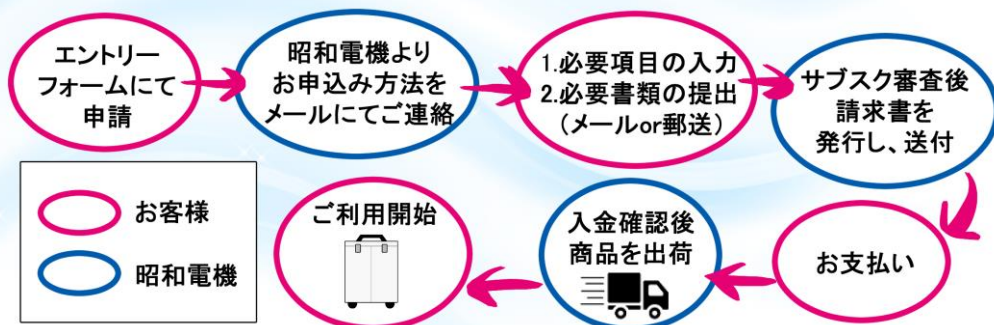 エントリー
フォームにて
申請
昭和電機より
お申込み方法を
メールにてご連絡
1.必要項目の入力
2.必要書類の提出
(メールor郵送)
サブスク審査後
請求書を
発行し、送付
お支払い
入金確認後
商品を出荷
ご利用開始
お客様
昭和電機